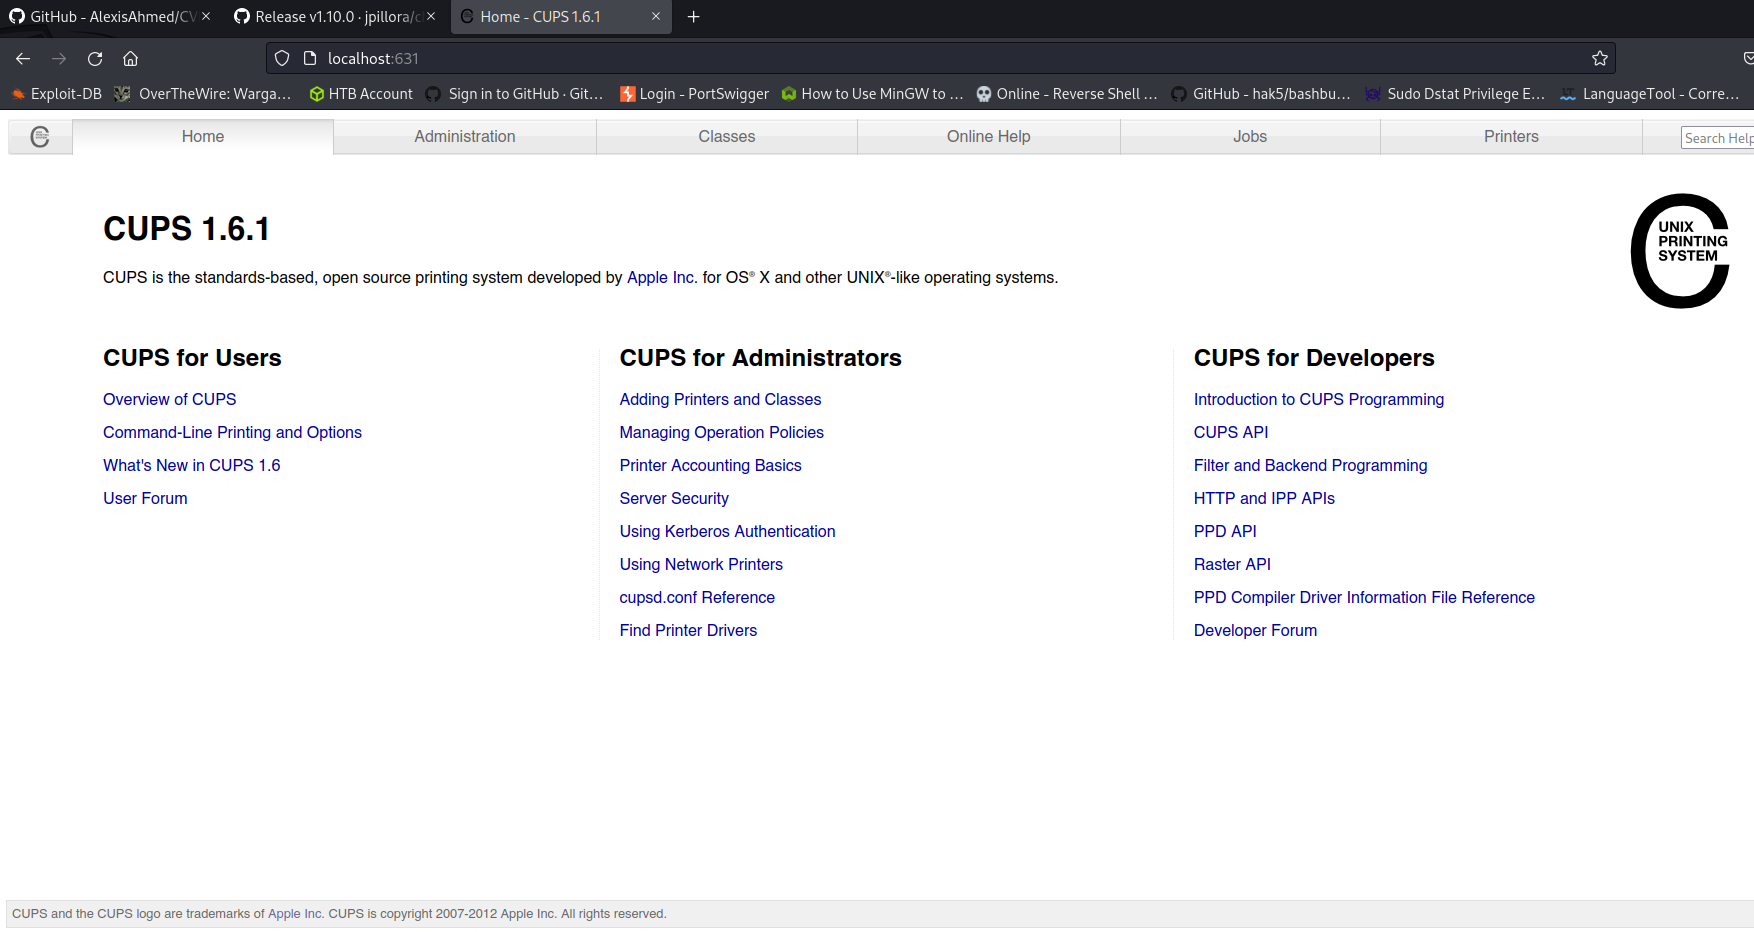 GitHub - AlexisAhmed/CV Release v1.10.0 · jpillora/c Home - CUPS 1.6.1
localhost:631
Exploit-DB OverTheWire: Warga... HTB Account Sign in to GitHub · Git... Login - PortSwigger How to Use MinGW to ... Online - Reverse Shell ... GitHub - hak5/bashbu... Sudo Dstat Privilege E... LanguageTool - Corre...
Home Administration Classes Online Help Jobs Printers Search Help
CUPS 1.6.1
UNIX
PRINTING
SYSTEM
CUPS is the standards-based, open source printing system developed by Apple Inc. for OS® X and other UNIX®-like operating systems.
CUPS for Users
Overview of CUPS
Command-Line Printing and Options
What's New in CUPS 1.6
User Forum
CUPS for Administrators
Adding Printers and Classes
Managing Operation Policies
Printer Accounting Basics
Server Security
Using Kerberos Authentication
Using Network Printers
cupsd.conf Reference
Find Printer Drivers
CUPS for Developers
Introduction to CUPS Programming
CUPS API
Filter and Backend Programming
HTTP and IPP APIs
PPD API
Raster API
PPD Compiler Driver Information File Reference
Developer Forum
CUPS and the CUPS logo are trademarks of Apple Inc. CUPS is copyright 2007-2012 Apple Inc. All rights reserved.